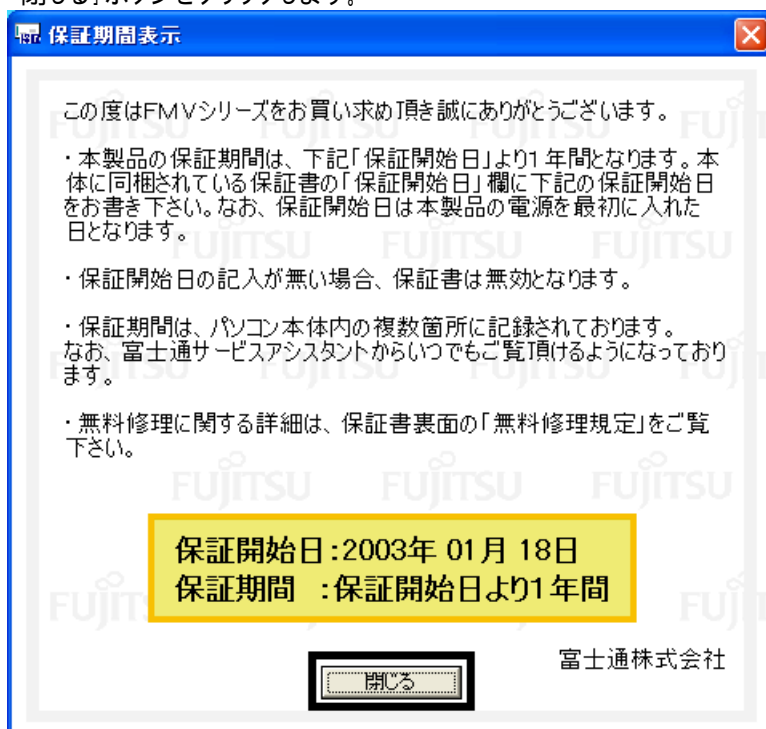 閉じる」ボタンをクリックします。
保証期間表示
この度はFMVシリーズをお買い求め頂き誠にありがとうございます。
・本製品の保証期間は、下記「保証開始日」より1年間となります。本
体に同梱されている保証書の「保証開始日」欄に下記の保証開始日
をお書き下さい。なお、保証開始日は本製品の電源を最初に入れた
日となります。
・保証開始日の記入が無い場合、保証書は無効となります。
・保証期間は、パソコン本体内の複数箇所に記録されております。
なお、富士通サービスアシスタントからいつでもご覧頂けるようになっており
ます。
・無料修理に関する詳細は、保証書裏面の「無料修理規定」をご覧
下さい。
FUJITSU FUJITSU FUJITSU
保証開始日:2003年 01月 18日
保証期間 :保証開始日より1年間
富士通株式会社
閉じる